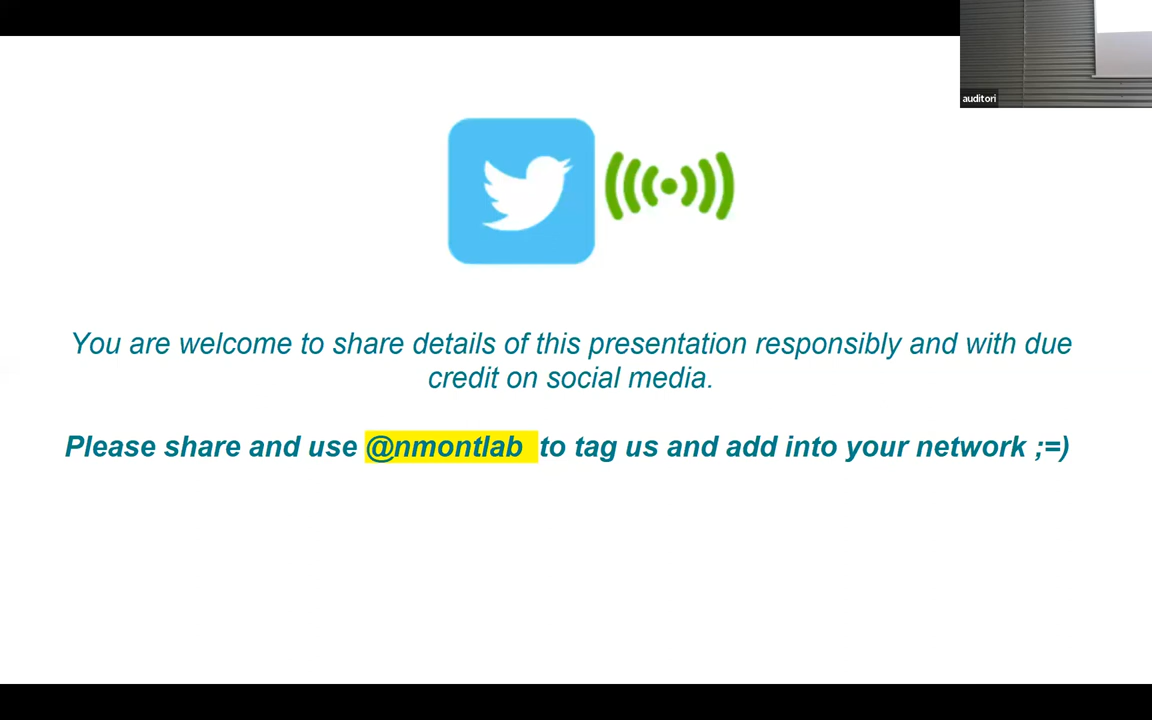 auditori
You are welcome to share details of this presentation responsibly and with due
credit on social media.
Please share and use @nmontlab to tag us and add into your network ;=)